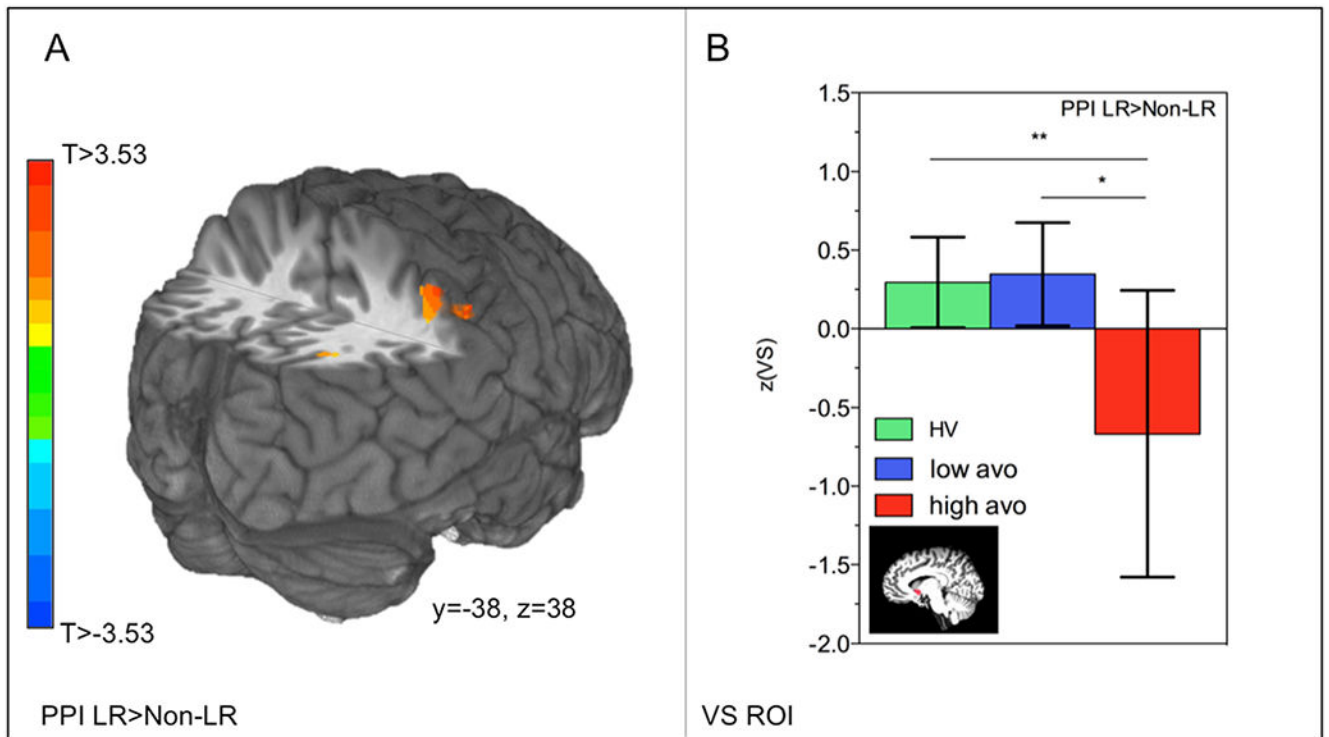 A
T>3.53
T>-3.53
y=-38, z=38
PPI LR>Non-LR
B
PPI LR>Non-LR
1.5
1.0
0.5
0.0
-0.5
-1.0
-1.5
-2.0
z(VS)
**
*
HV
low avo
high avo
VS ROI